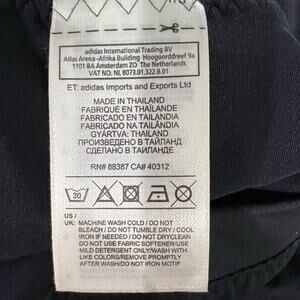 adidas International Trading BV
Atlas Arena -Afrika Building Hoogoorddreef 9a
1101 BA Amsterdam ZO The Netherlands
VAT NO. NL 8073.01.322.B.01
ET: adidas Imports and Exports Ltd
MADE IN THAILAND
FABRIQUÉ EN THAÏLANDE
FABRICADO EN TAILANDIA
FABRICADO NA TAILÂNDIA
GYÁRTVA: THAIFÖLD
ПРОИЗВЕДЕНО В ТАЙЛАНД
СДЕЛАНО В ТАИЛАНДЕ
RN# 88387 CA# 40312
30
US /
UK: MACHINE WASH COLD / DO NOT
BLEACH / DO NOT TUMBLE DRY / COOL
IRON IF NEEDED / DO NOT DRYCLEAN
DO NOT USE FABRIC SOFTENER/USE
MILD DETERGENT ONLY/WASH WITH
LIKE COLORS/REMOVE PROMPTLY
AFTER WASH/DO NOT IRON MOTIF